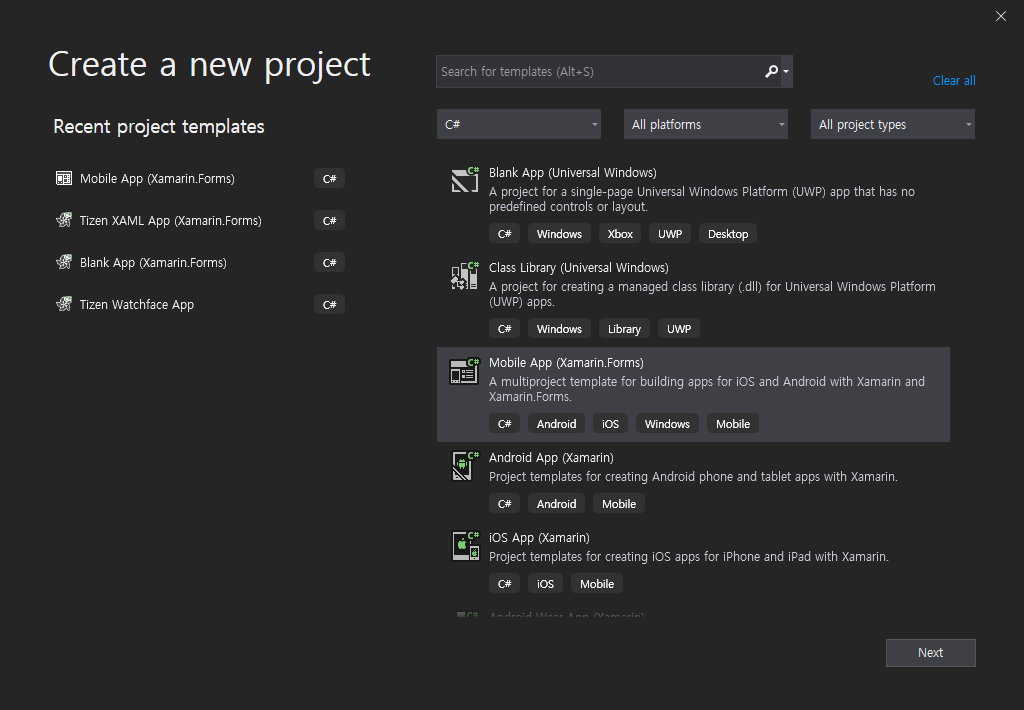 Create a new project
Search for templates (Alt+S)
Clear all
Recent project templates
C#
All platforms
All project types
Mobile App (Xamarin.Forms) C#
Tizen XAML App (Xamarin.Forms) C#
Blank App (Xamarin.Forms) C#
Tizen Watchface App C#
C#
Blank App (Universal Windows)
A project for a single-page Universal Windows Platform (UWP) app that has no
predefined controls or layout.
C# Windows Xbox UWP Desktop
C#
Class Library (Universal Windows)
A project for creating a managed class library (.dll) for Universal Windows Platform
(UWP) apps.
C# Windows Library UWP
C#
Mobile App (Xamarin.Forms)
A multiproject template for building apps for iOS and Android with Xamarin and
Xamarin.Forms.
C# Android iOS Windows Mobile
C#
Android App (Xamarin)
Project templates for creating Android phone and tablet apps with Xamarin.
C# Android Mobile
C#
iOS App (Xamarin)
Project templates for creating iOS apps for iPhone and iPad with Xamarin.
C# iOS Mobile
C#
Android Wear App (Xamarin)
Next